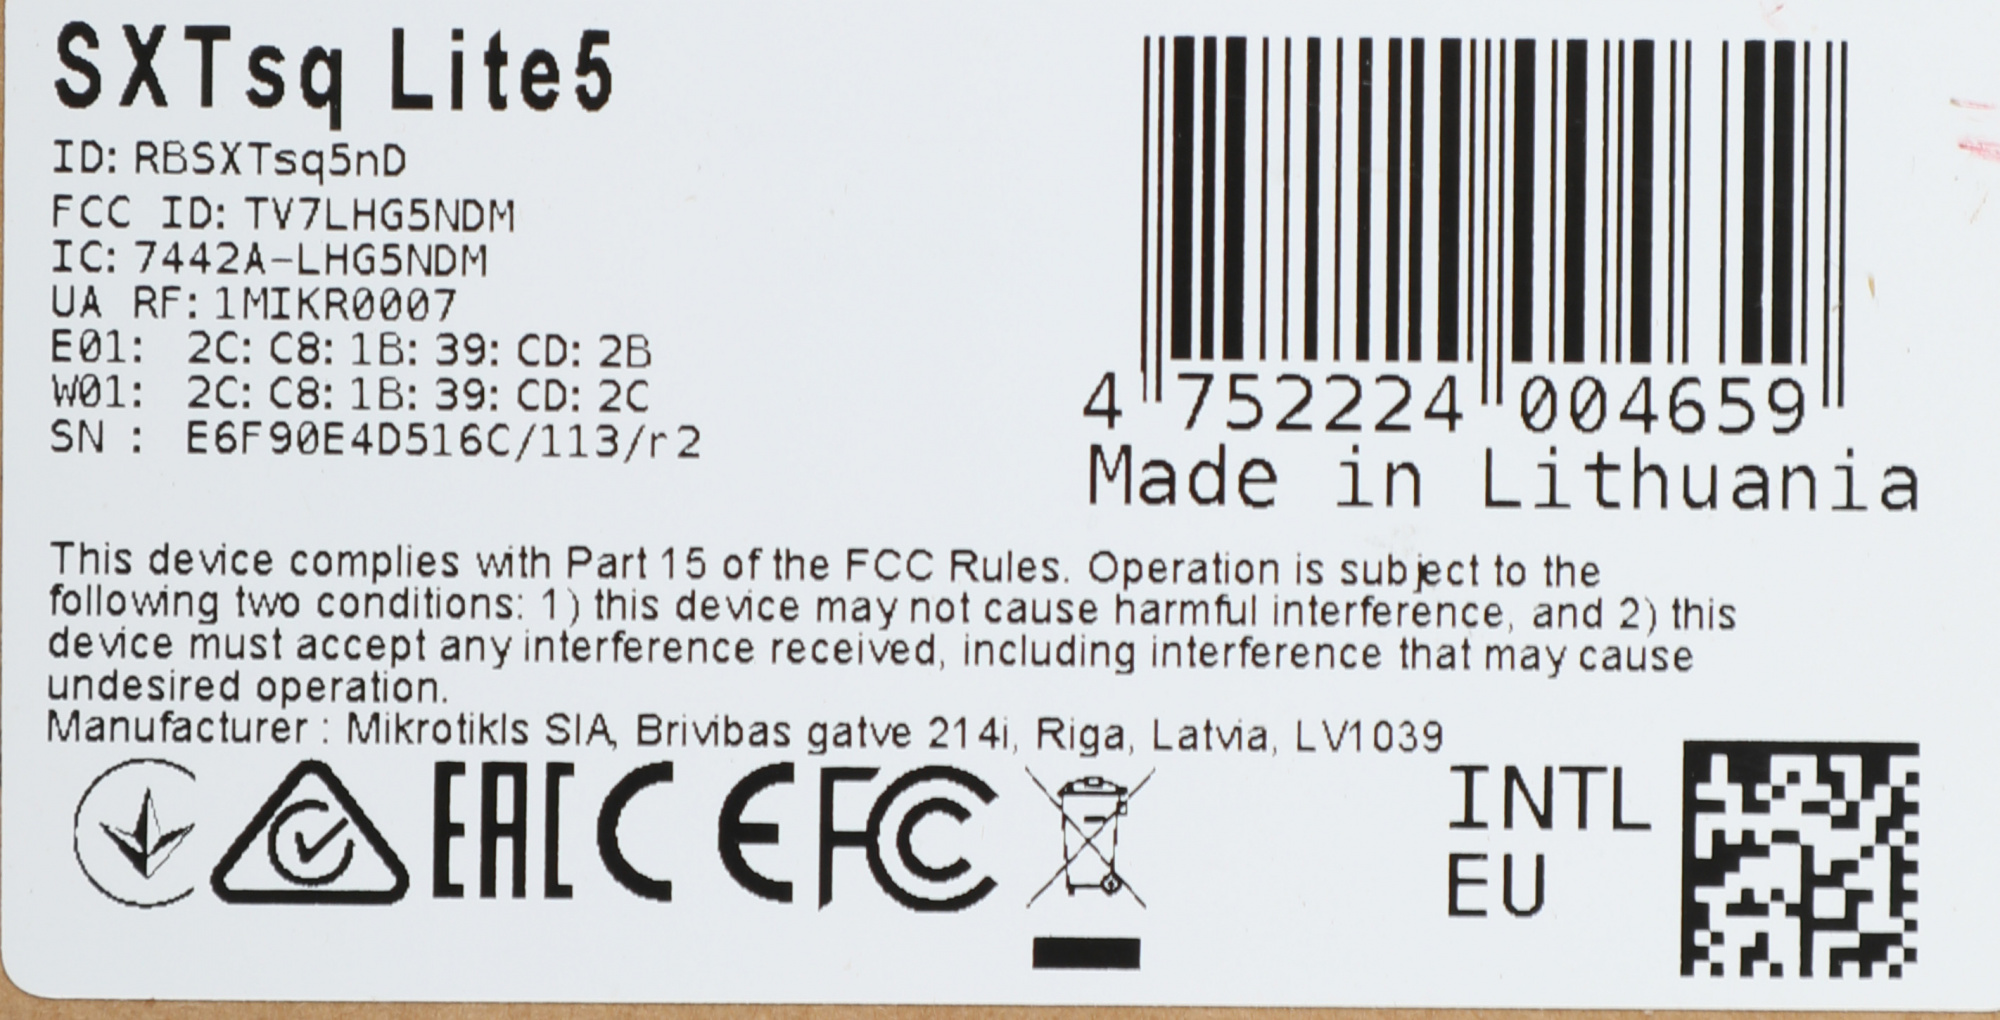 SXTsq Lite5
ID: RBSXTsq5nD
FCC ID: TV7LHG5NDM
IC: 7442A-LHG5NDM
UA RF: 1MIKR0007
E01: 2C: C8: 1B: 39: CD: 2B
W01: 2C: C8: 1B: 39: CD: 2C
SN : E6F90E4D516C/113/r2
4 752224 004659
Made in Lithuania
This device complies with Part 15 of the FCC Rules. Operation is subject to the
following two conditions: 1) this device may not cause harmful interference, and 2) this
device must accept any interference received, including interference that may cause
undesired operation.
Manufacturer : Mikrotikls SIA, Brivibas gatve 214i, Riga, Latvia, LV1039
EAC CE FC
INTL
EU